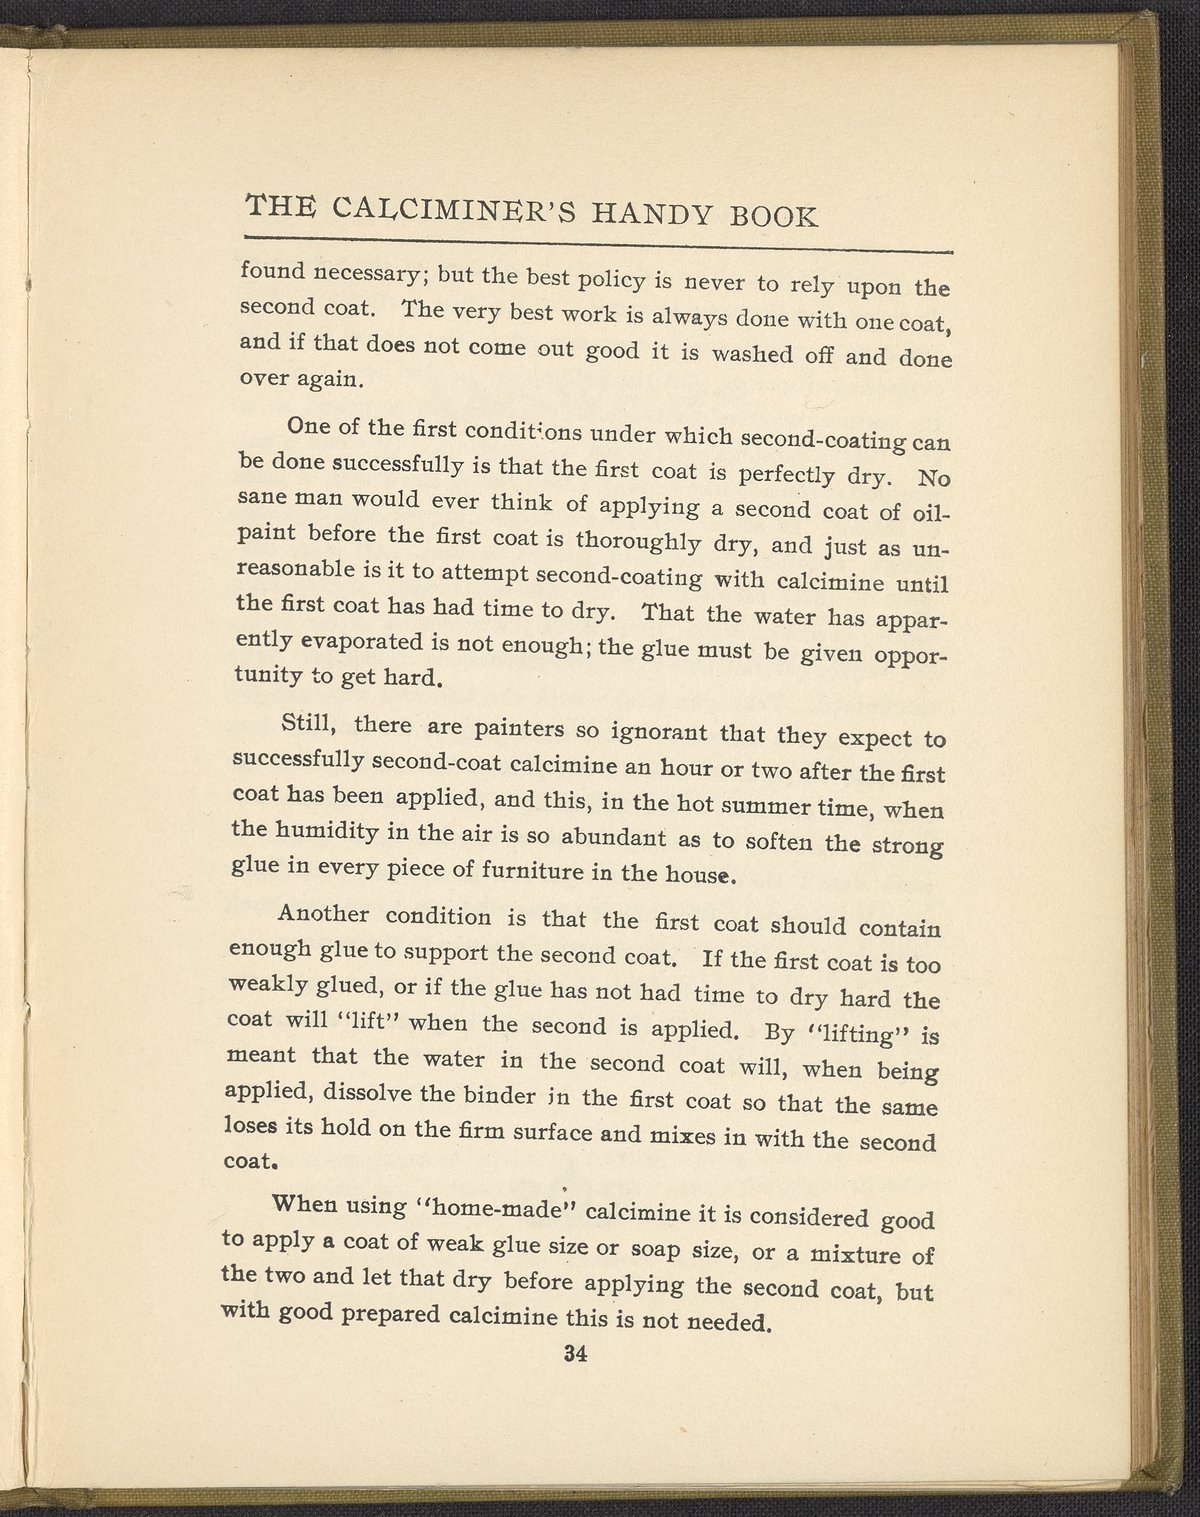 THE CALCIMINER'S HANDY BOOK
found necessary; but the best policy is never to rely upon the
second coat. The very best work is always done with one coat,
and if that does not come out good it is washed off and done
over again.
One of the first conditions under which second-coating can
be done successfully is that the first coat is perfectly dry. No
sane man would ever think of applying a second coat of oil-
paint before the first coat is thoroughly dry, and just as un-
reasonable is it to attempt second-coating with calcimine until
the first coat has had time to dry. That the water has appar-
ently evaporated is not enough; the glue must be given oppor-
tunity to get hard.
Still, there are painters so ignorant that they expect to
successfully second-coat calcimine an hour or two after the first
coat has been applied, and this, in the hot summer time, when
the humidity in the air is so abundant as to soften the strong
glue in every piece of furniture in the house.
Another condition is that the first coat should contain
enough glue to support the second coat. If the first coat is too
weakly glued, or if the glue has not had time to dry hard the
coat will "lift" when the second is applied. By "lifting" is
meant that the water in the second coat will, when being
applied, dissolve the binder in the first coat so that the same
loses its hold on the firm surface and mixes in with the second
coat.
When using "home-made" calcimine it is considered good
to apply a coat of weak glue size or soap size, or a mixture of
the two and let that dry before applying the second coat, but
with good prepared calcimine this is not needed.
34